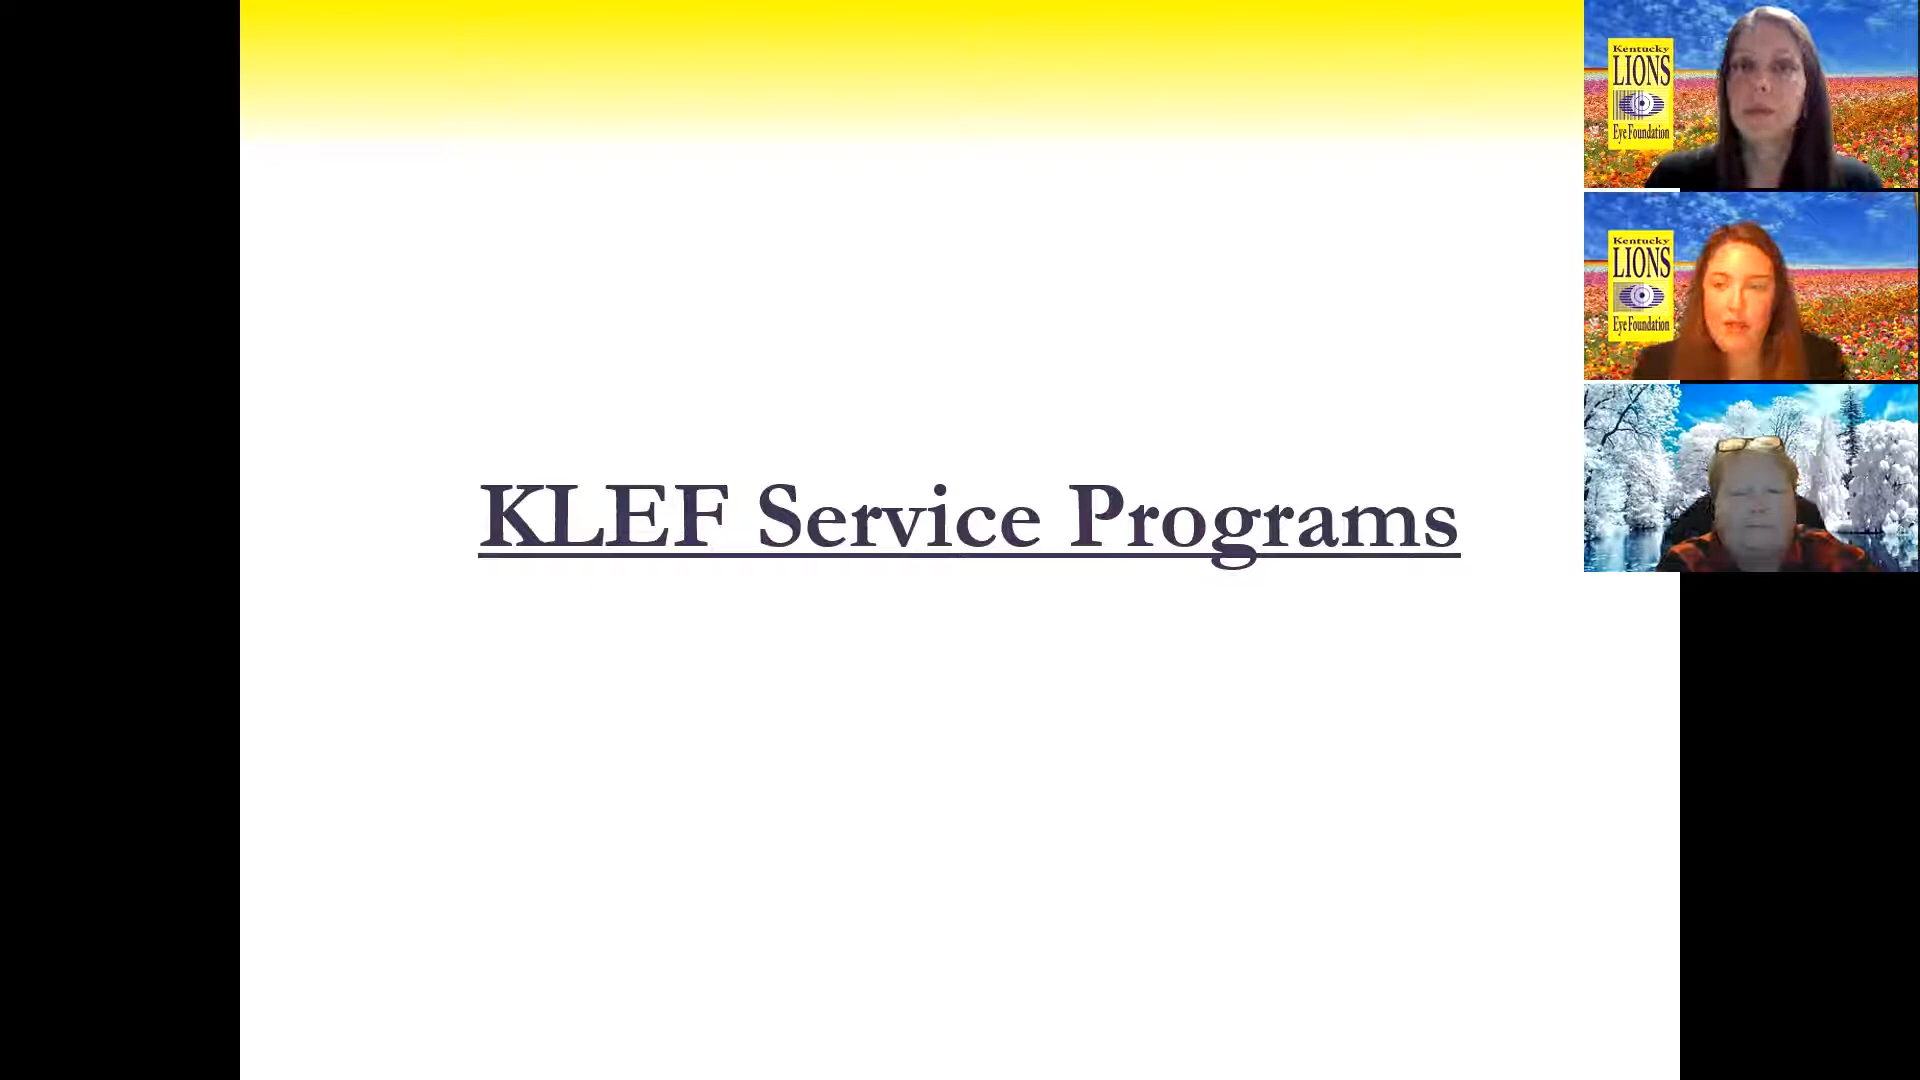 KLEF Service Programs
Kentucky
LIONS
Eye Foundation
Kentucky
LIONS
Eye Foundation